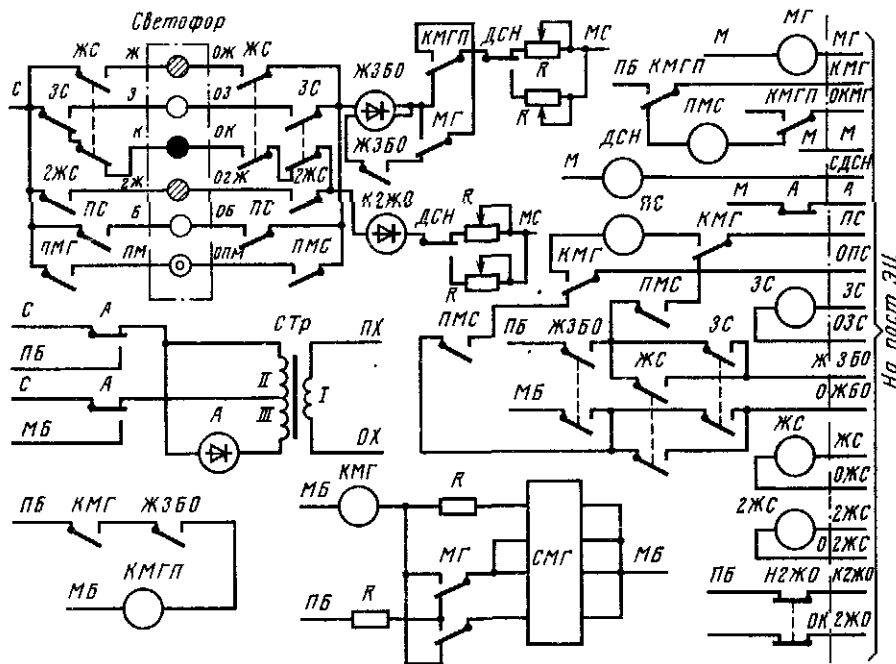 Светофор
ЖС Ж ОЖ ЖС
С ЗС З ОЗ ЗС
К ОК
2Ж О2Ж 2ЖС
2ЖС ПС Б ОБ ПС
ПМГ ПМ ОПМ ПМС
ЖЗБО КМГП ДСН МС
R
R
МГ
ЖЗБО
К2ЖО ДСН R МС
R
М МГ МГ
ПБ КМГП КМГ
ПМС КМГП ОКМГ
М М
М ДСН СДСН
М А А
ПС КМГ ПС
КМГ ОПС
ПМС ЗС ЗС
ОЗС
ПМС ПБ ЖЗБО ЗС
ЖС Ж ЗБО
МБ О ЖБО
ЖС ЖС
ОЖС
2ЖС 2ЖС
О 2ЖС
ПБ Н2ЖО К2ЖО
ОК 2ЖО
На пост ЭЦ
С А СТр ПХ
ПБ
С А II I
III
МБ А ОХ
ПБ КМГ ЖЗБО
КМГП
МБ
МБ КМГ R
МГ СМГ МБ
ПБ R